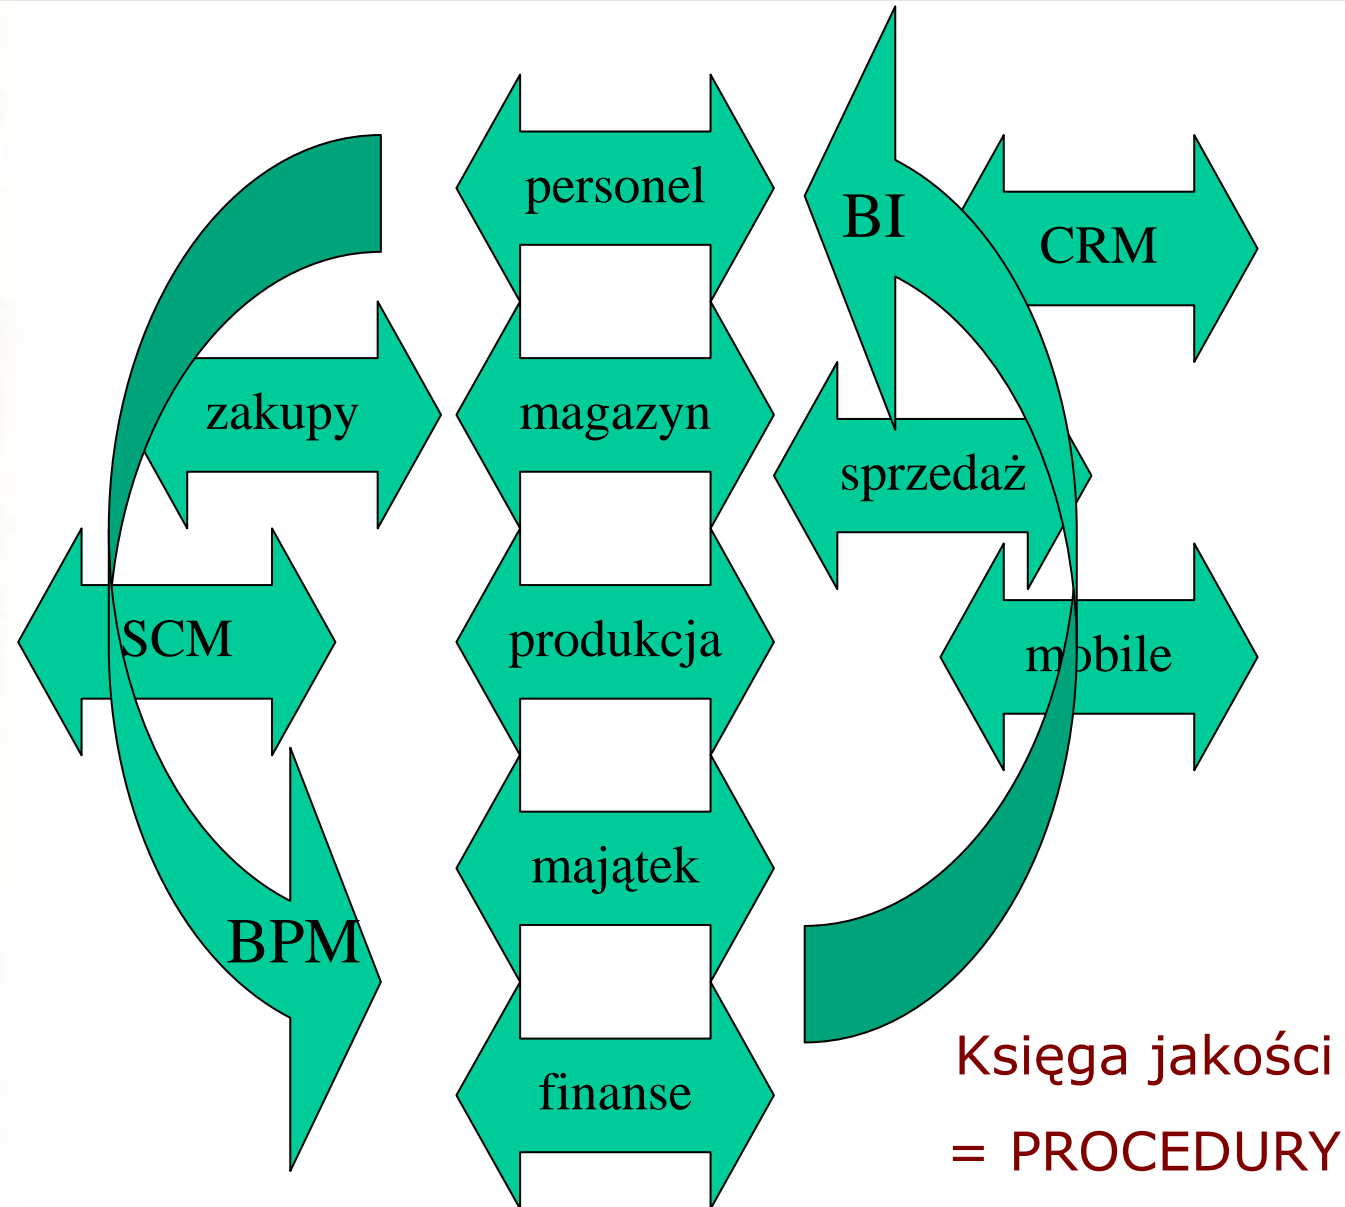 personel
BI
CRM
zakupy
magazyn
sprzedaż
SCM
produkcja
mobile
majątek
BPM
finanse
Księga jakości
= PROCEDURY